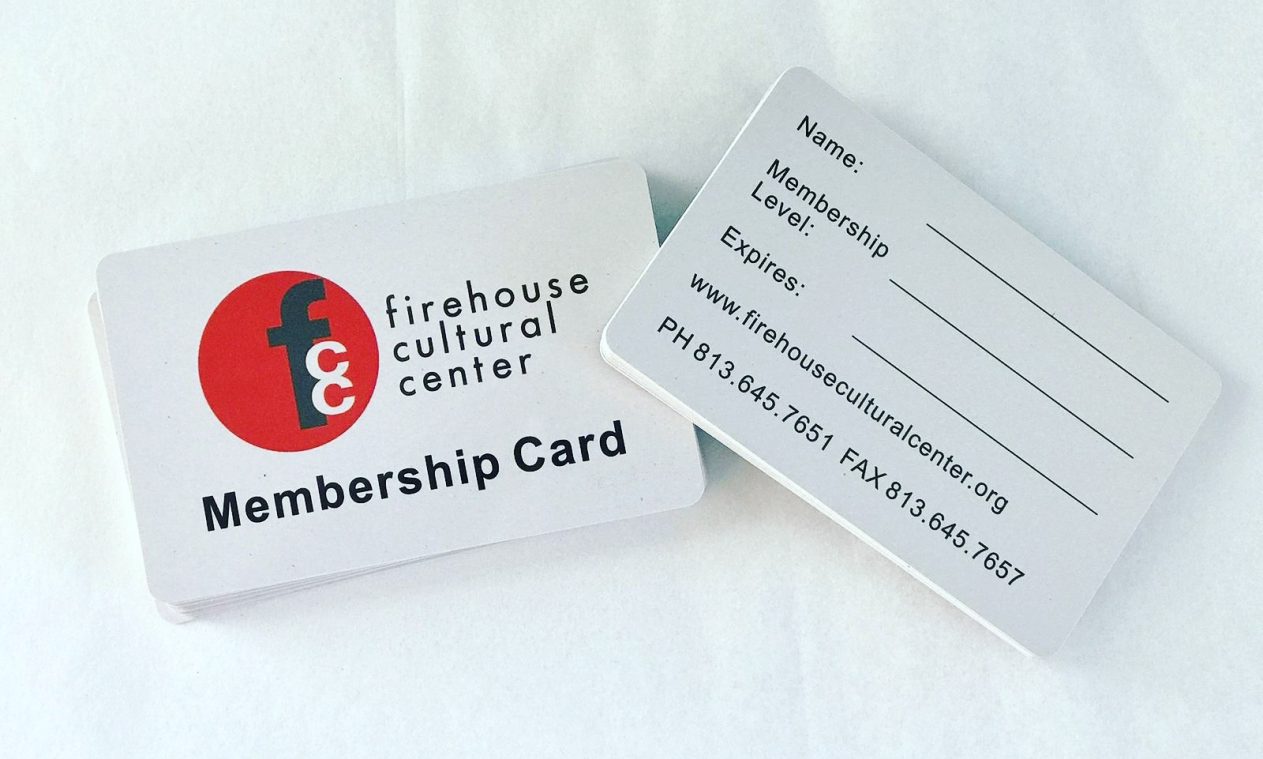 fcc
firehouse
cultural
center
Membership Card
Name:
Membership
Level:
Expires:
www.firehouseculturalcenter.org
PH 813.645.7651 FAX 813.645.7657